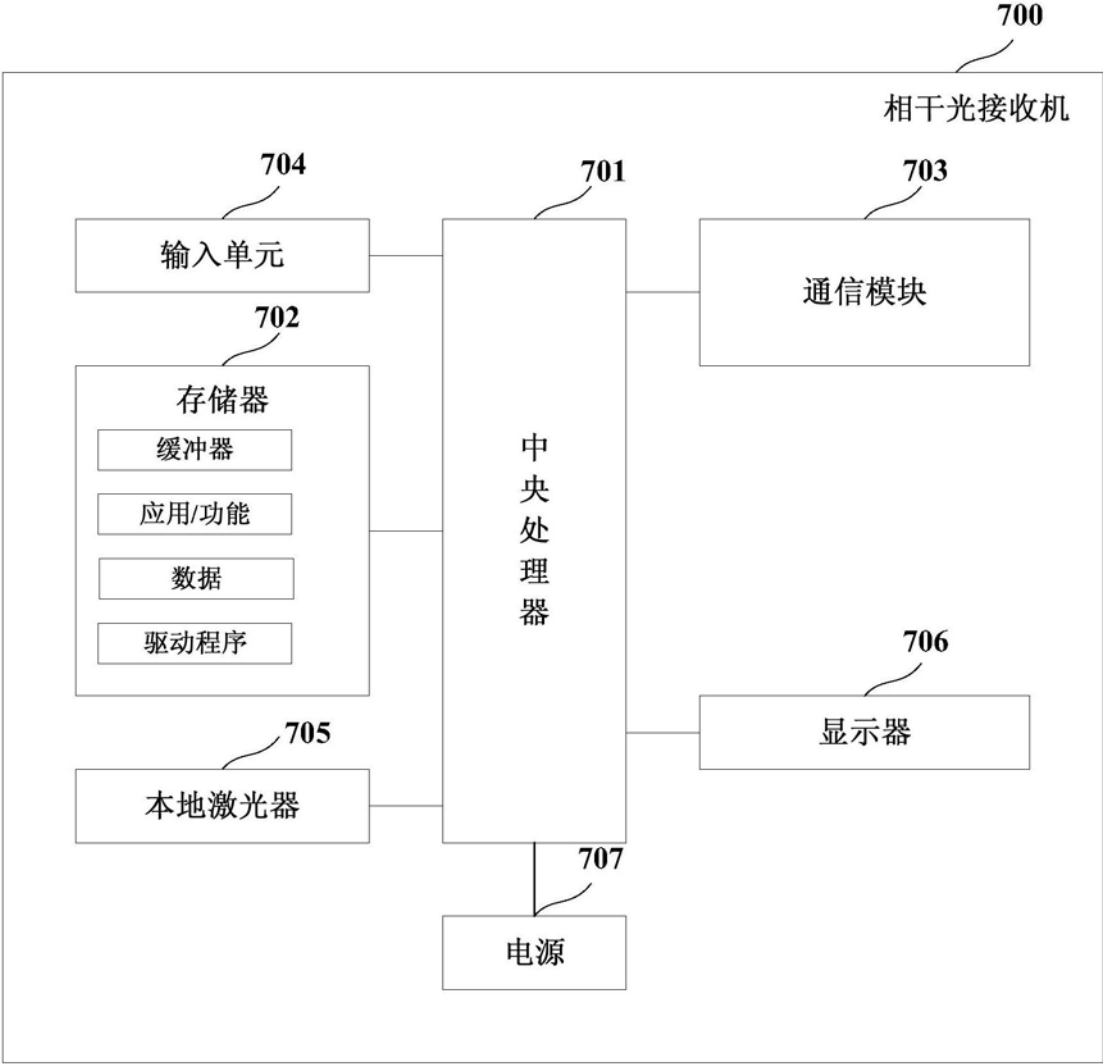 700
相干光接收机
704
701
703
输入单元
通信模块
702
存储器
缓冲器
应用/功能
数据
驱动程序
中央处理器
706
显示器
705
本地激光器
707
电源